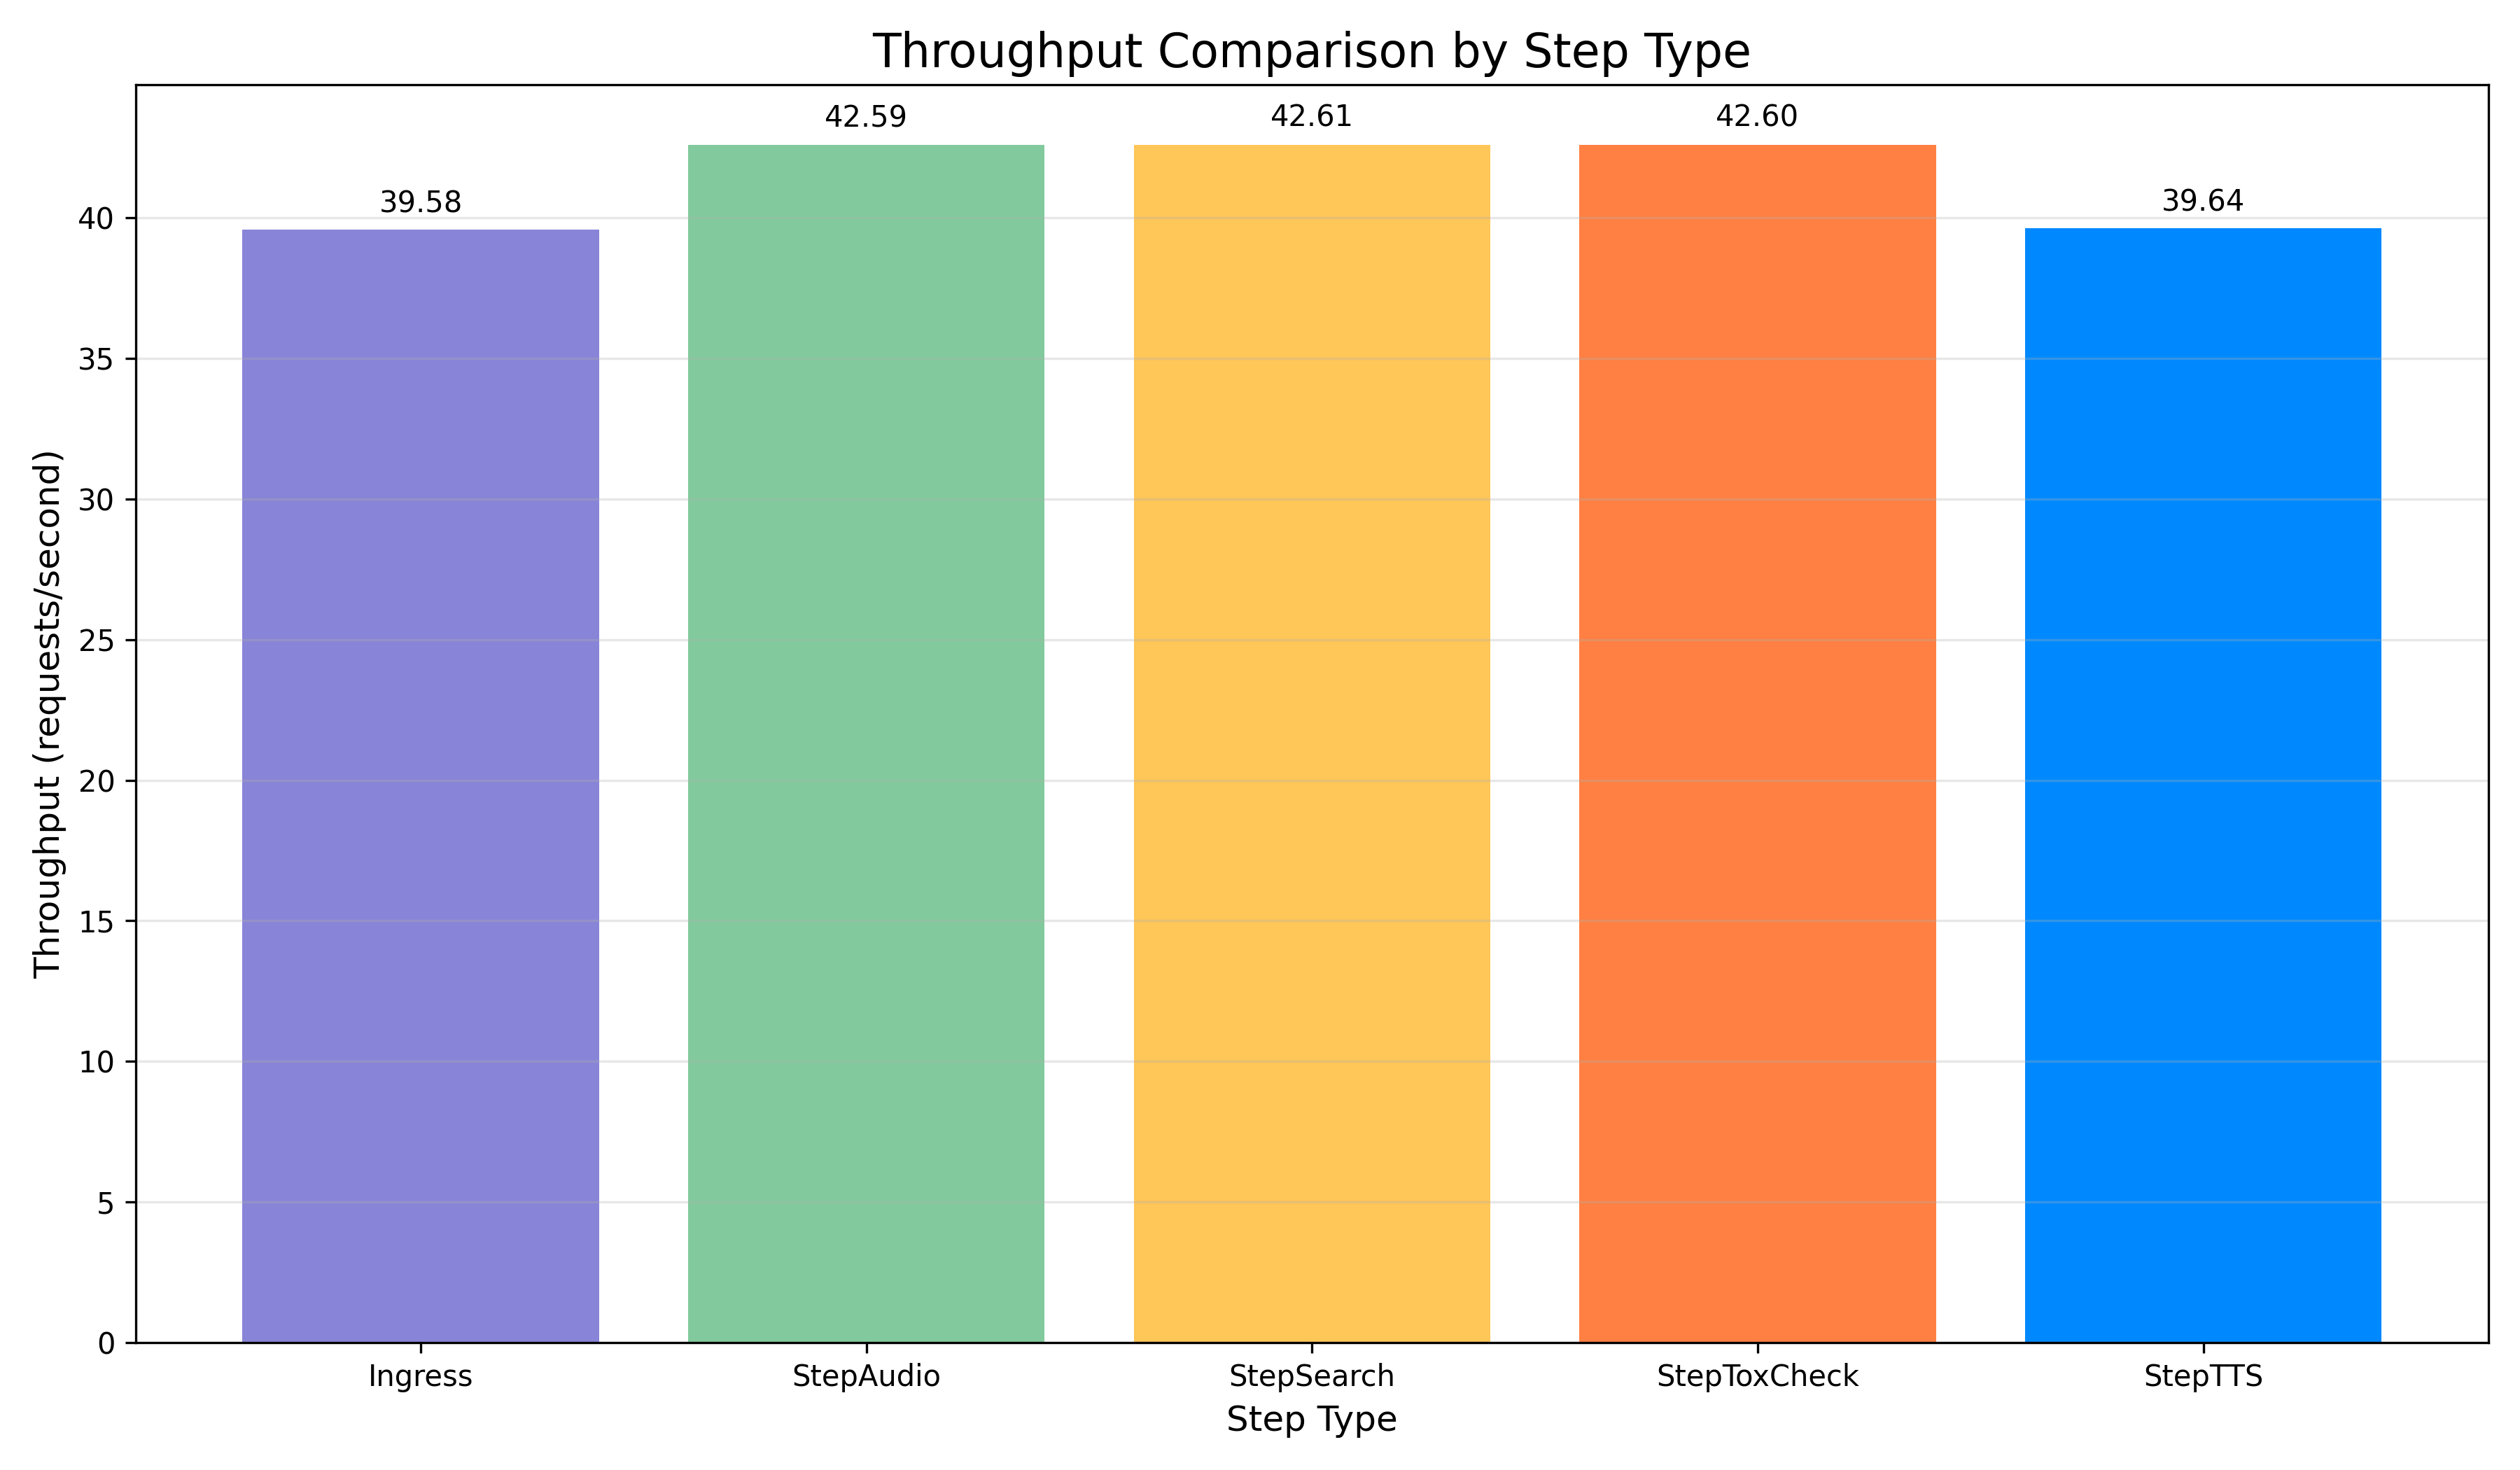 Throughput Comparison by Step Type
42.59
42.61
42.60
39.58
39.64
40
35
30
25
20
15
10
5
0
Throughput (requests/second)
Ingress
StepAudio
StepSearch
StepToxCheck
StepTTS
Step Type